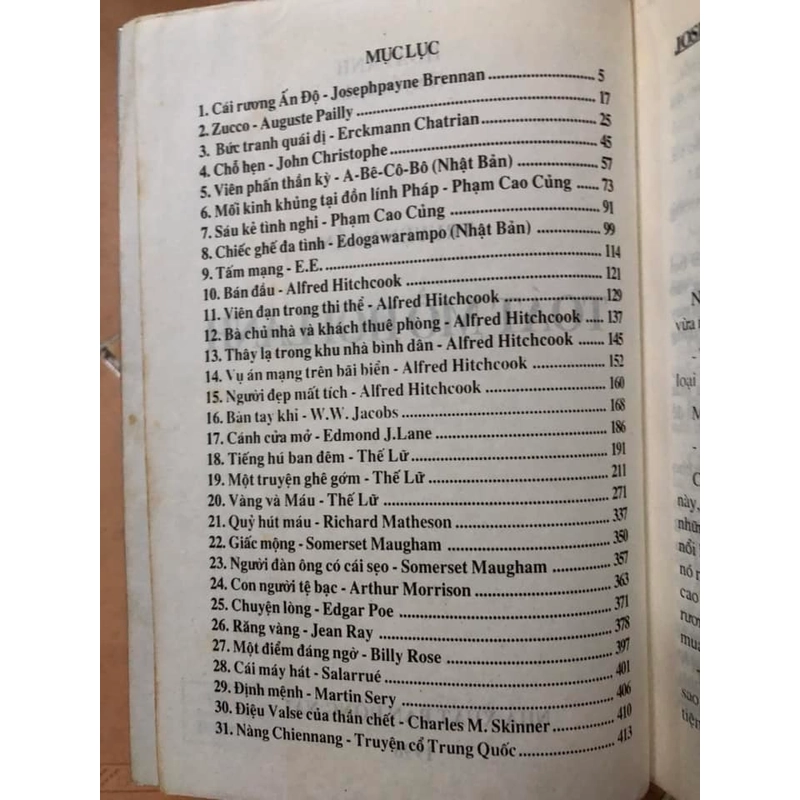 MỤC LỤC
1. Cái rương Ấn Độ - Josephpayne Brennan ........ 5
2. Zucco - Auguste Pailly ........ 17
3. Bức tranh quái dị - Erckmann Chatrian ........ 25
4. Chỗ hẹn - John Christophe ........ 45
5. Viên phấn thần kỳ - A-Bê-Cô-Bô (Nhật Bản) ........ 57
6. Mối kinh khủng tại đồn lính Pháp - Phạm Cao Củng ...... 73
7. Sáu kẻ tình nghi - Phạm Cao Củng ........ 91
8. Chiếc ghế đa tình - Edogawarampo (Nhật Bản) ........ 99
9. Tấm mạng - E.E. ........ 114
10. Bán đấu - Alfred Hitchcook ........ 121
11. Viên đạn trong thi thể - Alfred Hitchcook ........ 129
12. Bà chủ nhà và khách thuê phòng - Alfred Hitchcook ..... 137
13. Thây lạ trong khu nhà bình dân - Alfred Hitchcook ...... 145
14. Vụ án mạng trên bãi biển - Alfred Hitchcook ........ 152
15. Người đẹp mất tích - Alfred Hitchcook ........ 160
16. Bàn tay khỉ - W.W. Jacobs ........ 168
17. Cánh cửa mở - Edmond J.Lane ........ 186
18. Tiếng hú ban đêm - Thế Lữ ........ 191
19. Một truyện ghê gớm - Thế Lữ ........ 211
20. Vàng và Máu - Thế Lữ ........ 271
21. Quỷ hút máu - Richard Matheson ........ 337
22. Giấc mộng - Somerset Maugham ........ 350
23. Người đàn ông có cái sẹo - Somerset Maugham ........ 357
24. Con người tệ bạc - Arthur Morrison ........ 363
25. Chuyện lòng - Edgar Poe ........ 371
26. Răng vàng - Jean Ray ........ 378
27. Một điểm đáng ngờ - Billy Rose ........ 397
28. Cái máy hát - Salarrué ........ 401
29. Định mệnh - Martin Sery ........ 406
30. Điệu Valse của thần chết - Charles M. Skinner ........ 410
31. Nàng Chiennang - Truyện cổ Trung Quốc ........ 413
vừa
loại
này,
nhữn
nổi
cao
rươ
mua
sao
tiện